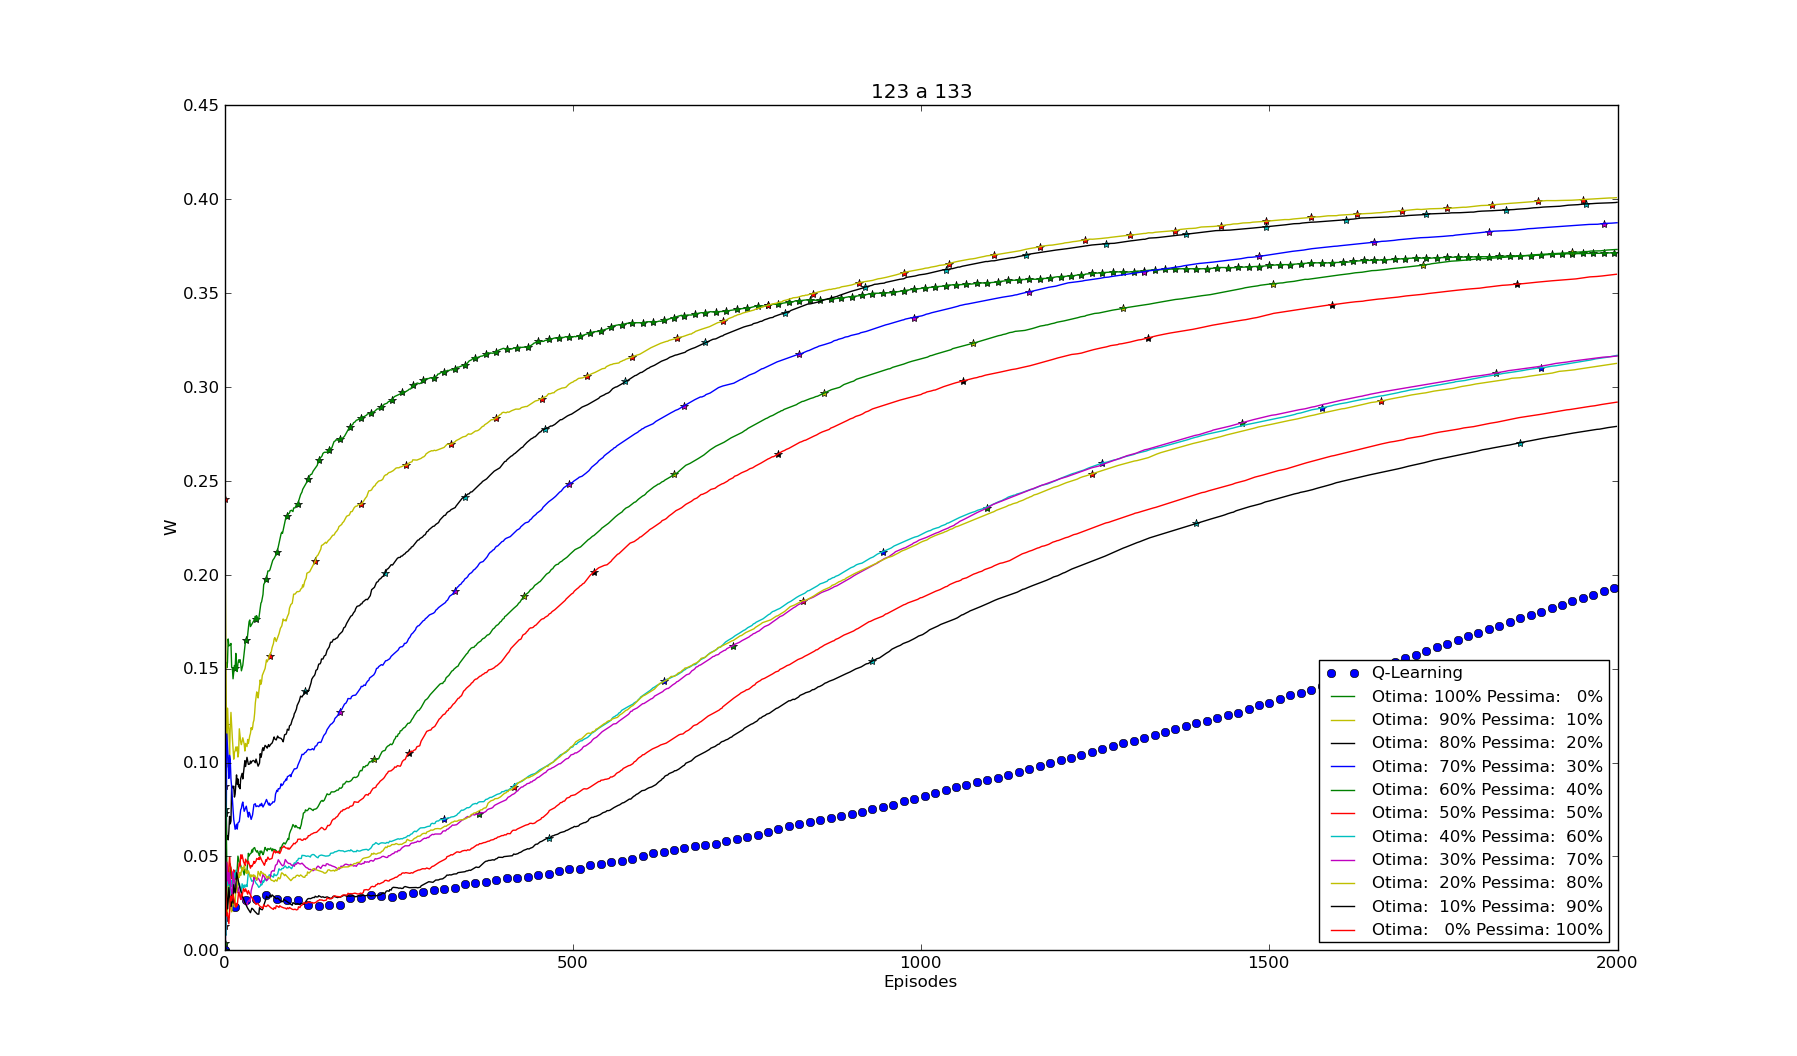 123 a 133
0.45
0.40
0.35
0.30
0.25
0.20
0.15
0.10
0.05
0.00
W
0 500 1000 1500 2000
Episodes
Q-Learning
Otima: 100% Pessima: 0%
Otima: 90% Pessima: 10%
Otima: 80% Pessima: 20%
Otima: 70% Pessima: 30%
Otima: 60% Pessima: 40%
Otima: 50% Pessima: 50%
Otima: 40% Pessima: 60%
Otima: 30% Pessima: 70%
Otima: 20% Pessima: 80%
Otima: 10% Pessima: 90%
Otima: 0% Pessima: 100%